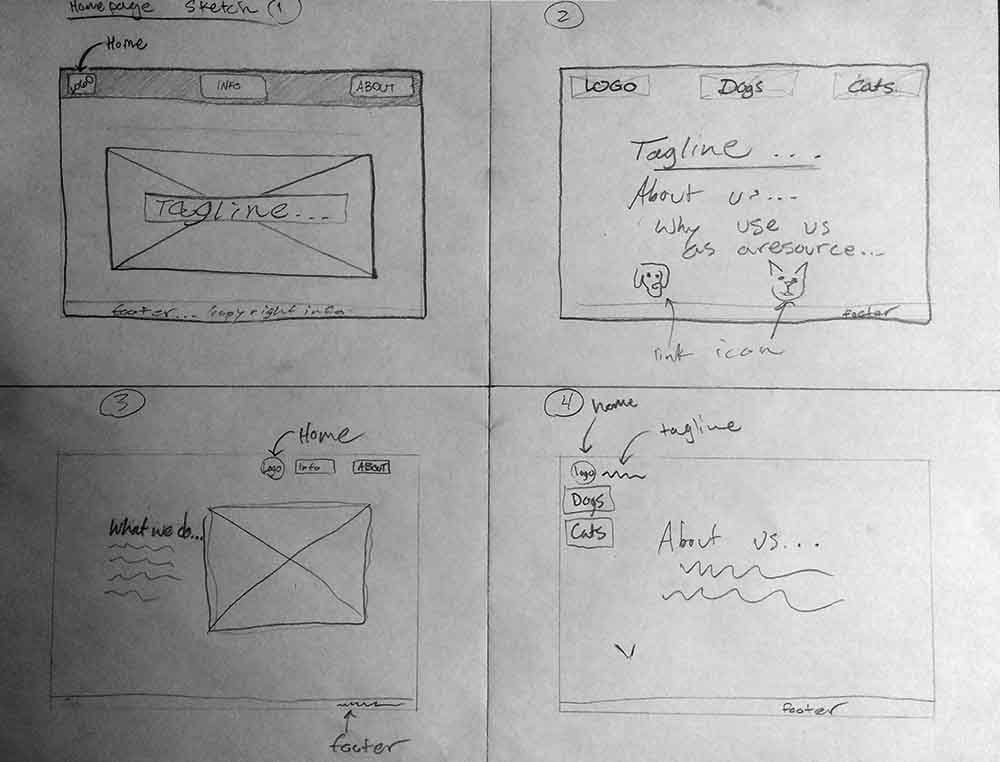 Homepage Sketch 1
Home
LOGO INFO ABOUT
Tagline...
footer... Copyright info
2
LOGO Dogs Cats
Tagline ....
About us....
Why use us
as aresource...
footer
link icon
3
Home
Logo Info ABOUT
What we do...
footer
4
home
tagline
logo
Dogs
Cats
About us...
footer